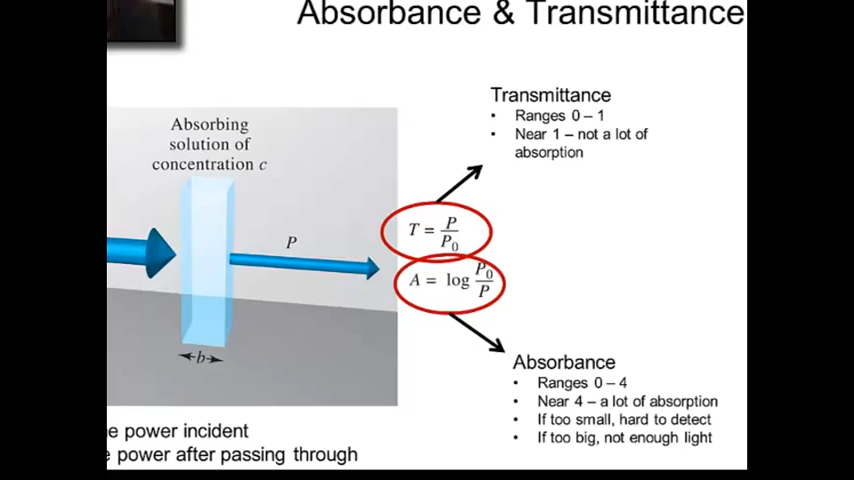 Absorbance & Transmittance
Absorbing
solution of
concentration c
P
b
T = P/P₀
A = log P₀/P
Transmittance
• Ranges 0 – 1
• Near 1 – not a lot of
absorption
Absorbance
• Ranges 0 – 4
• Near 4 – a lot of absorption
• If too small, hard to detect
• If too big, not enough light
e power incident
e power after passing through